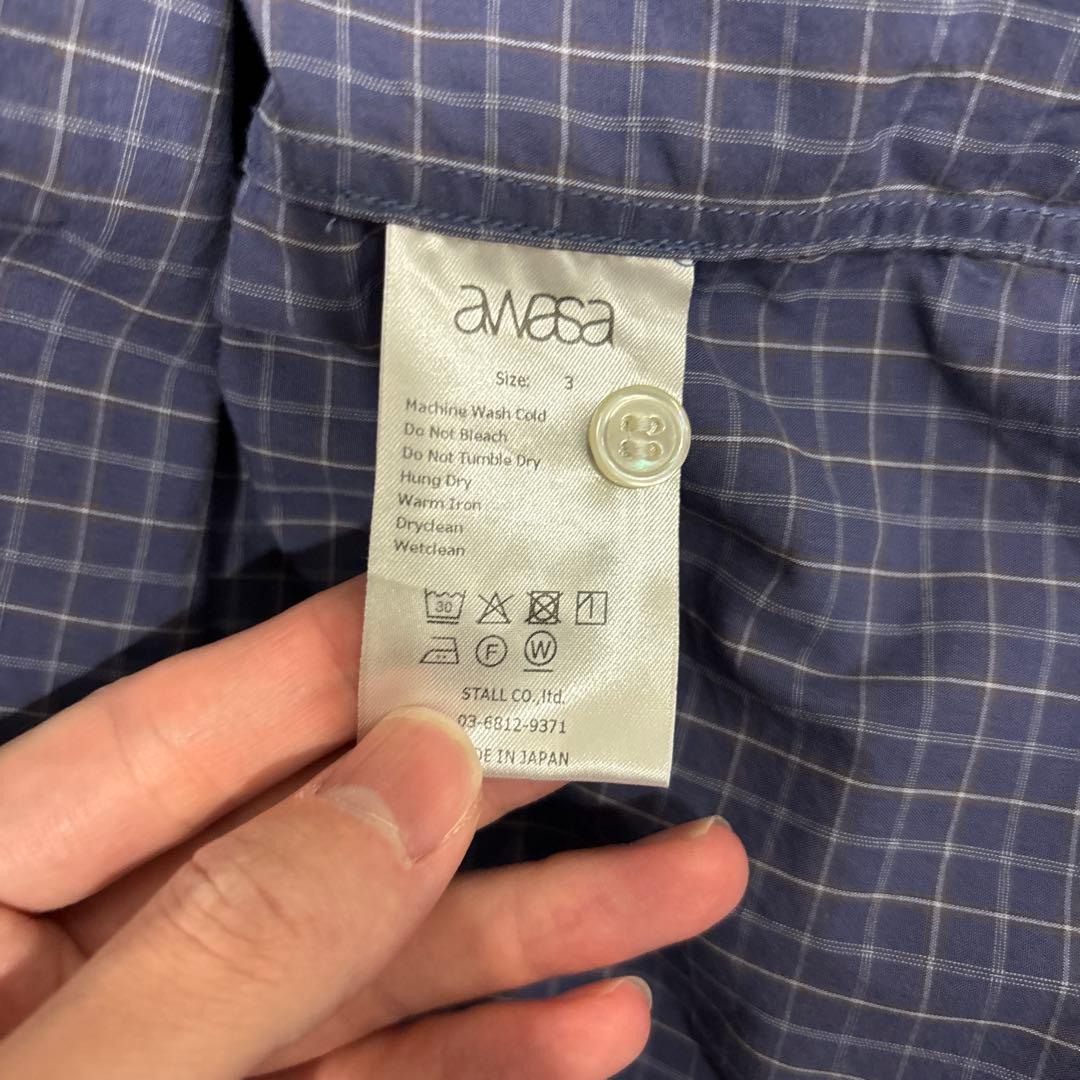 awasa
Size: 3
Machine Wash Cold
Do Not Bleach
Do Not Tumble Dry
Hung Dry
Warm Iron
Dryclean
Wetclean
30
F W
STALL CO.,ltd.
03-6812-9371
DE IN JAPAN